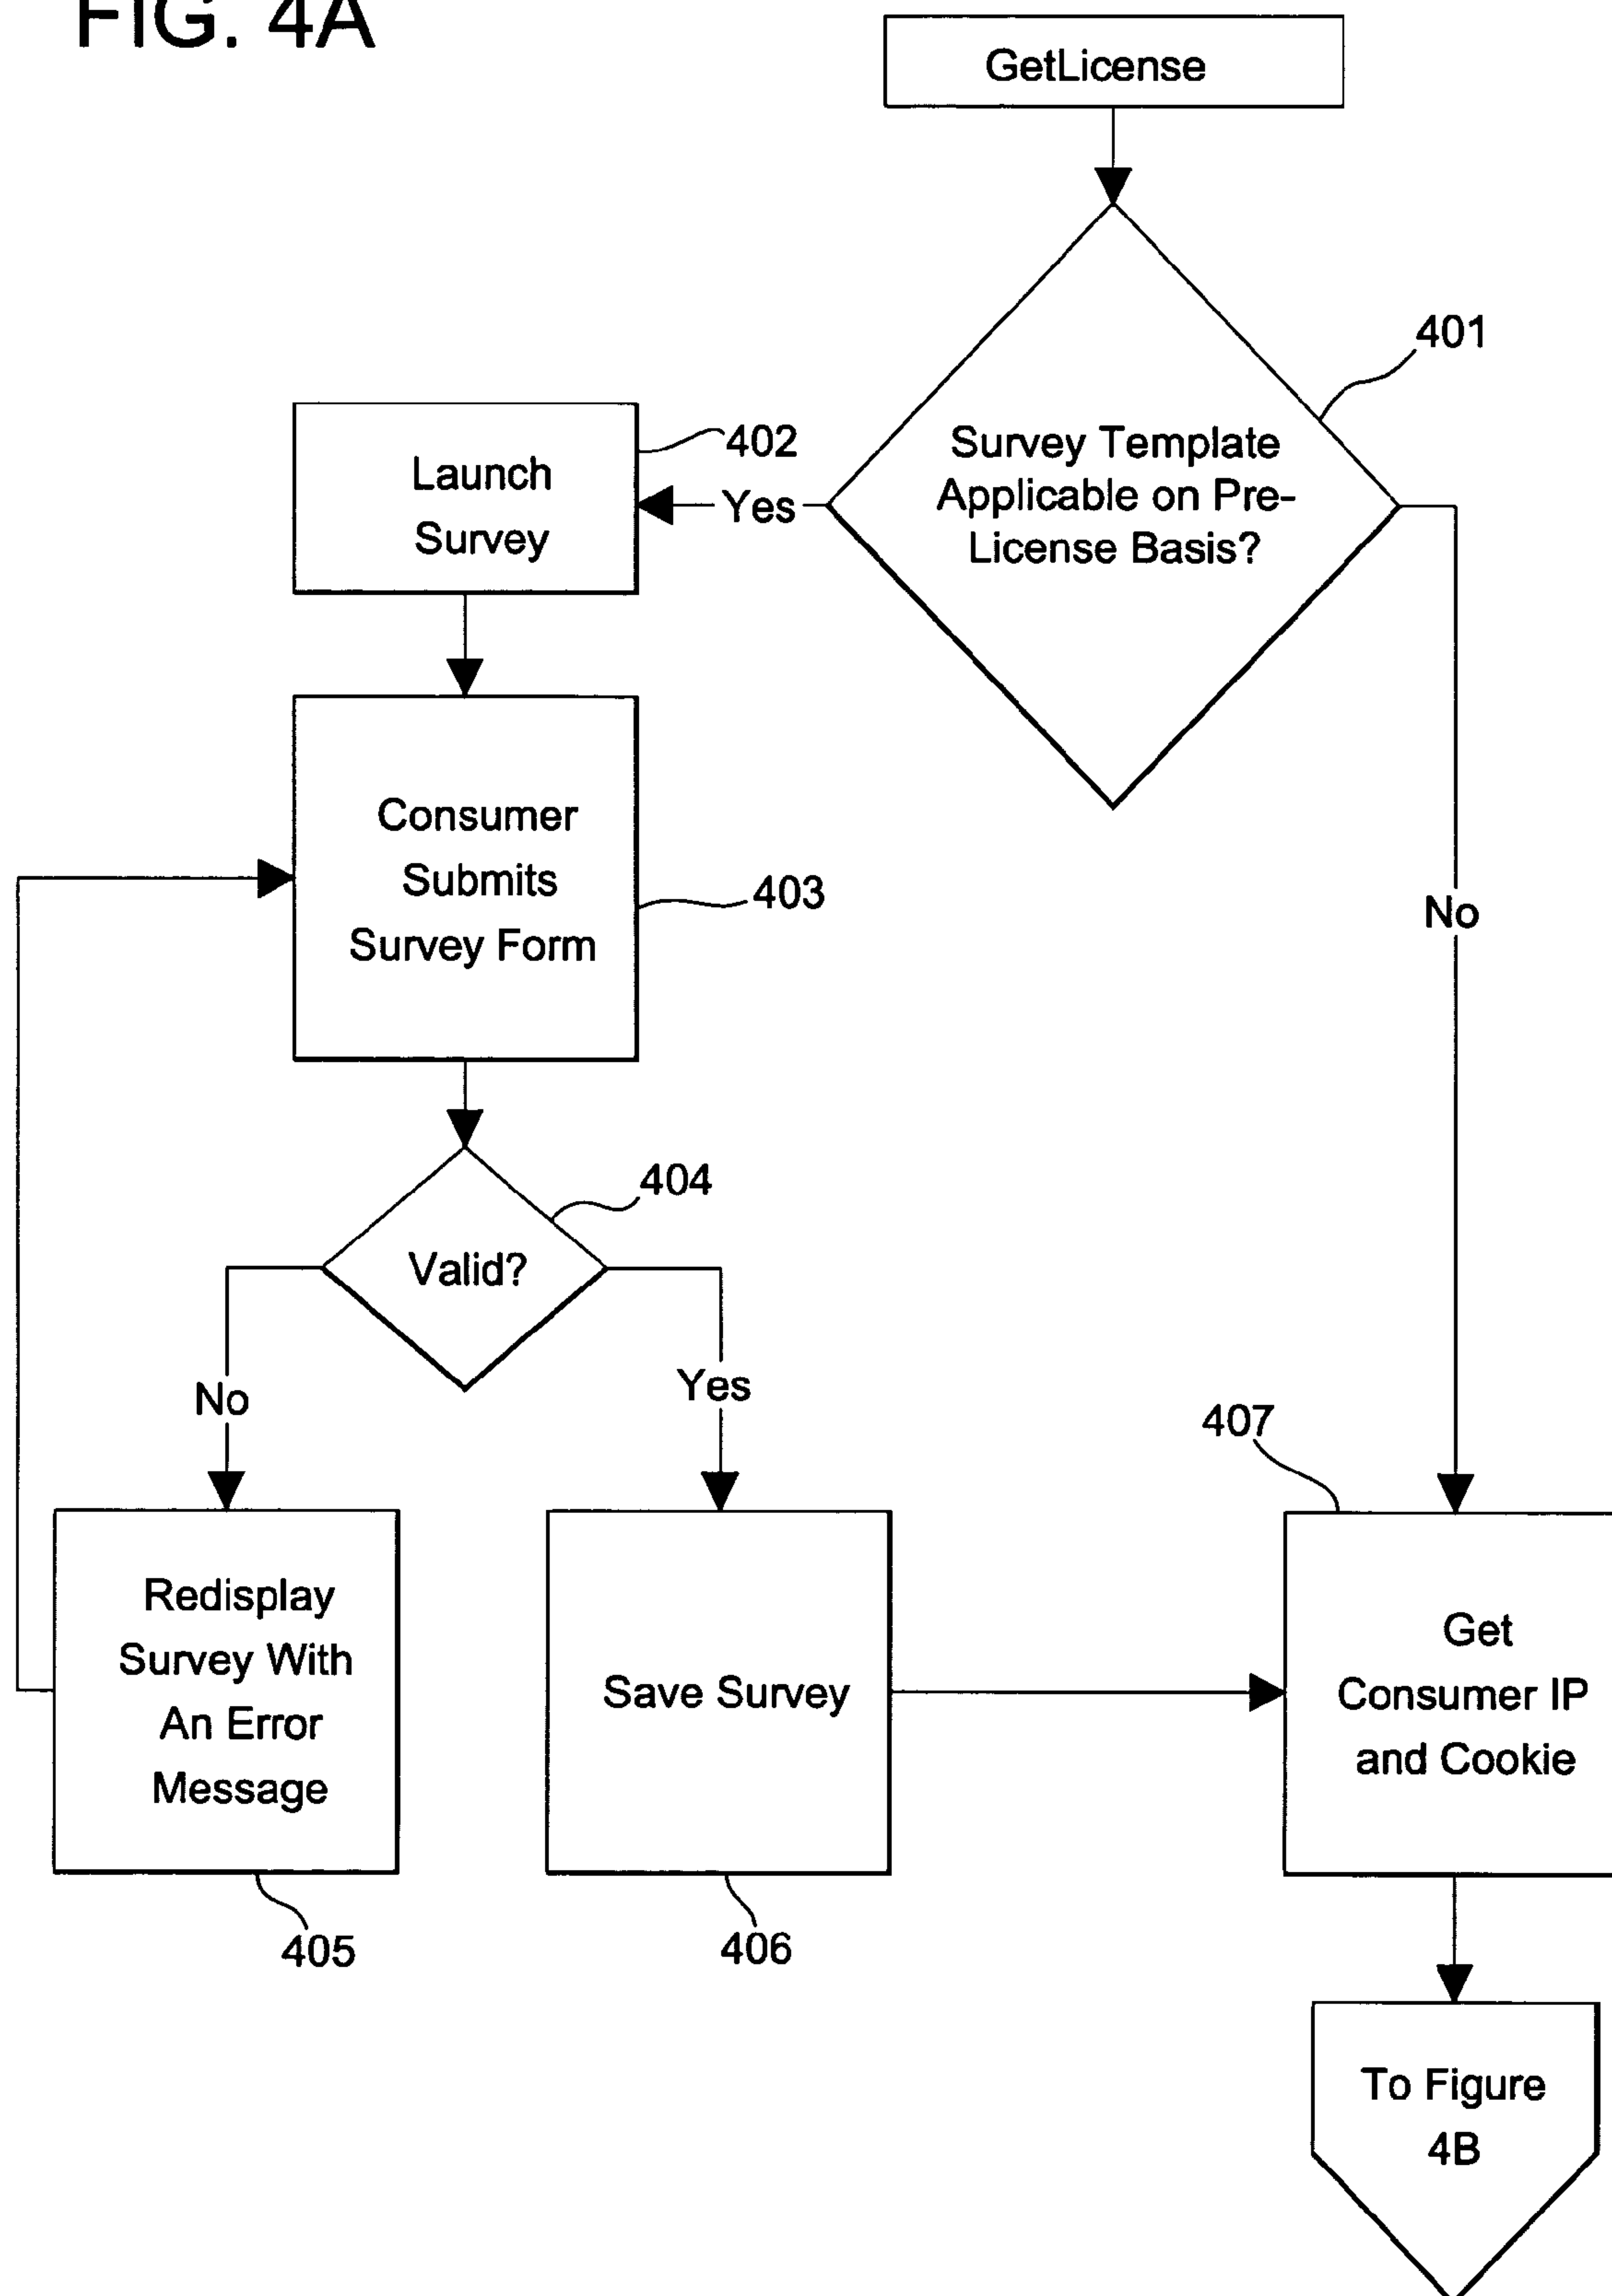 FIG. 4A
GetLicense
401
Survey Template
Applicable on Pre-
License Basis?
Yes
402
Launch
Survey
Consumer
Submits
Survey Form
403
No
404
Valid?
No
Yes
407
Redisplay
Survey With
An Error
Message
Save Survey
Get
Consumer IP
and Cookie
405
406
To Figure
4B